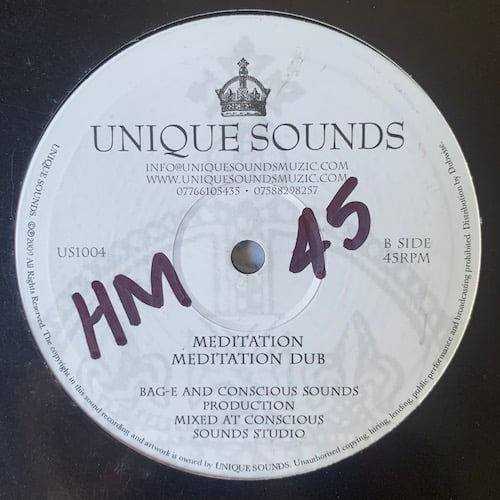 UNIQUE SOUNDS
INFO@UNIQUESOUNDSMUZIC.COM
WWW.UNIQUESOUNDSMUZIC.COM
07766105435 • 07588298257
US1004
B SIDE
45RPM
HM 45
MEDITATION
MEDITATION DUB
BAG-E AND CONSCIOUS SOUNDS
PRODUCTION
MIXED AT CONSCIOUS
SOUNDS STUDIO
UNIQUE SOUNDS. ©℗2009 All Rights Reserved. The copyright in this sound recording and artwork is owned by UNIQUE SOUNDS. Unauthorised copying, hiring, lending, public performance and broadcasting prohibited. Distribution by Dubvine.